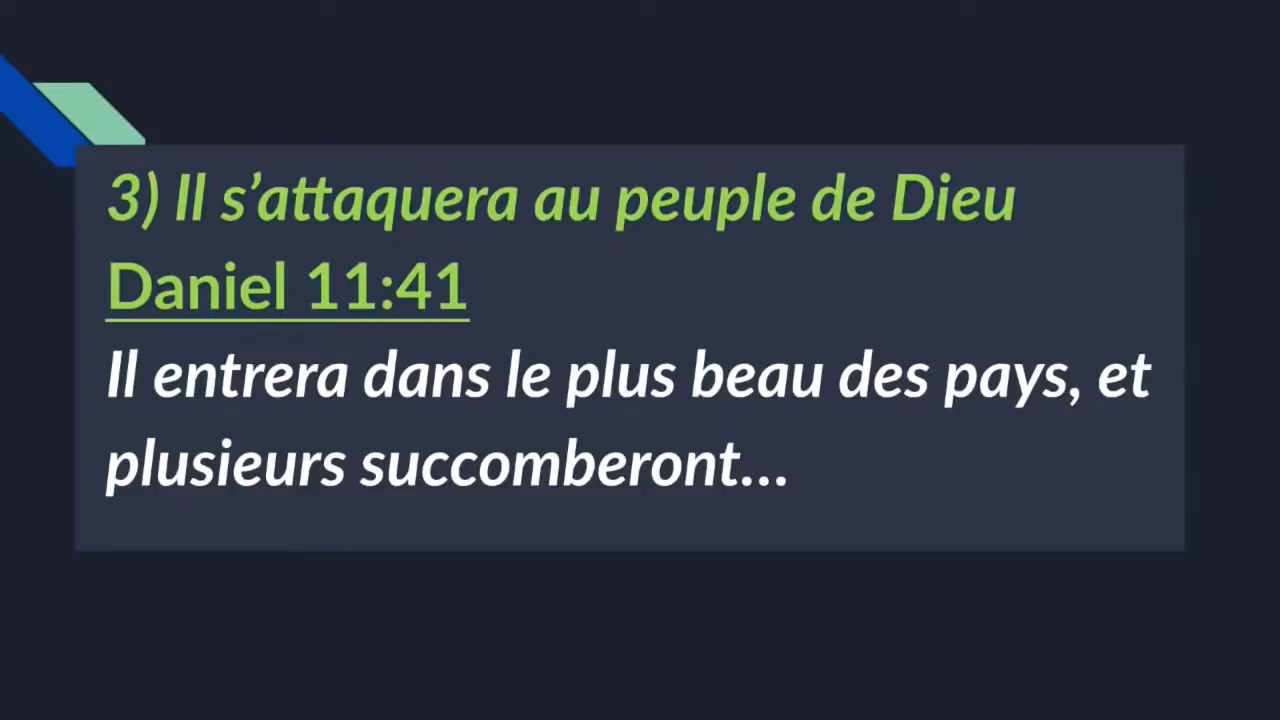 3) Il s’attaquera au peuple de Dieu
Daniel 11:41
Il entrera dans le plus beau des pays, et
plusieurs succomberont...